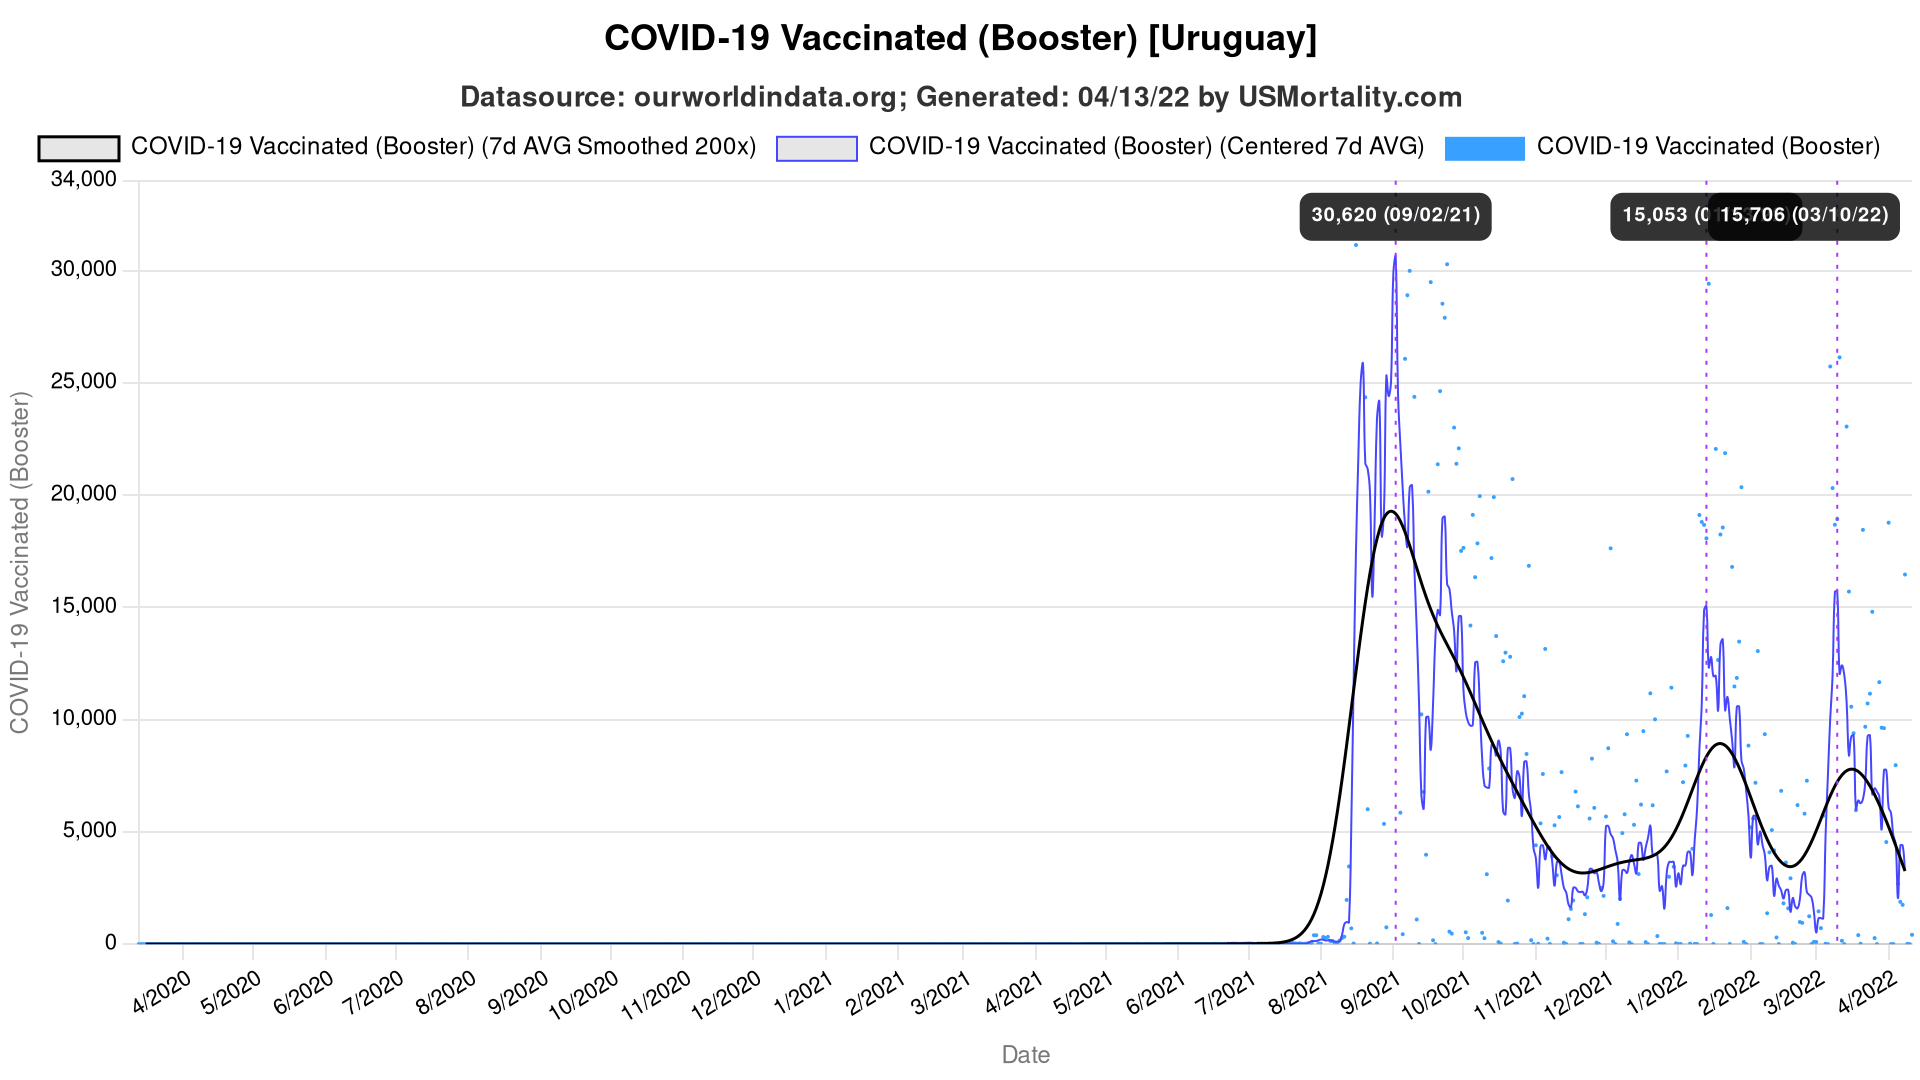 COVID-19 Vaccinated (Booster) [Uruguay]
Datasource: ourworldindata.org; Generated: 04/13/22 by USMortality.com
COVID-19 Vaccinated (Booster) (7d AVG Smoothed 200x) COVID-19 Vaccinated (Booster) (Centered 7d AVG) COVID-19 Vaccinated (Booster)
34,000
30,620 (09/02/21) 15,053 15,706 (03/10/22)
30,000
25,000
20,000
15,000
10,000
5,000
0
COVID-19 Vaccinated (Booster)
4/2020 5/2020 6/2020 7/2020 8/2020 9/2020 10/2020 11/2020 12/2020 1/2021 2/2021 3/2021 4/2021 5/2021 6/2021 7/2021 8/2021 9/2021 10/2021 11/2021 12/2021 1/2022 2/2022 3/2022 4/2022
Date